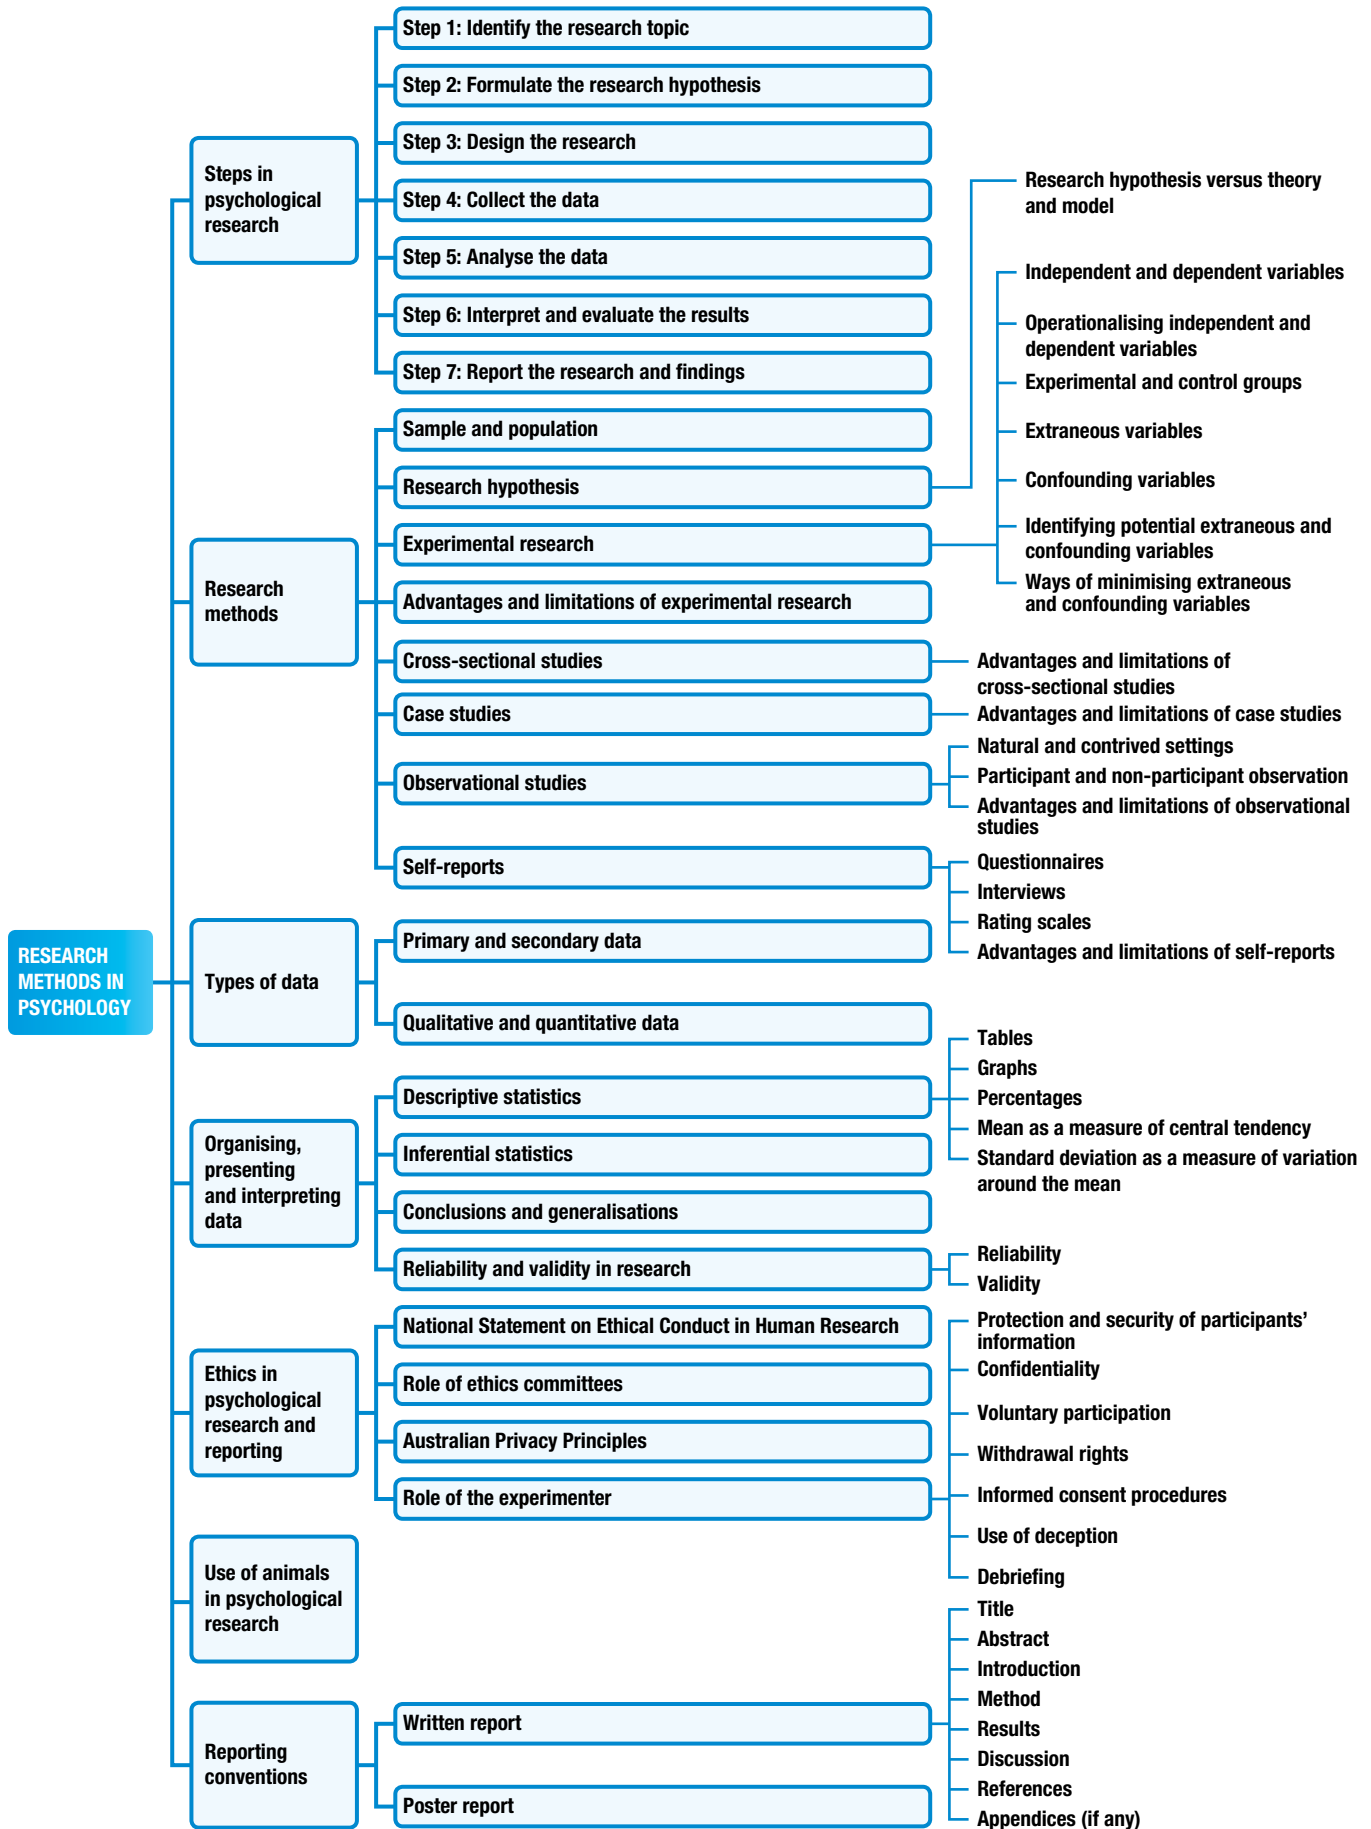 RESEARCH
METHODS IN
PSYCHOLOGY
Steps in
psychological
research
Step 1: Identify the research topic
Step 2: Formulate the research hypothesis
Step 3: Design the research
Step 4: Collect the data
Step 5: Analyse the data
Step 6: Interpret and evaluate the results
Step 7: Report the research and findings
Research
methods
Sample and population
Research hypothesis
Research hypothesis versus theory
and model
Experimental research
Independent and dependent variables
Operationalising independent and
dependent variables
Experimental and control groups
Extraneous variables
Confounding variables
Identifying potential extraneous and
confounding variables
Ways of minimising extraneous
and confounding variables
Advantages and limitations of experimental research
Cross-sectional studies
Advantages and limitations of
cross-sectional studies
Case studies
Advantages and limitations of case studies
Observational studies
Natural and contrived settings
Participant and non-participant observation
Advantages and limitations of observational
studies
Self-reports
Questionnaires
Interviews
Rating scales
Advantages and limitations of self-reports
Types of data
Primary and secondary data
Qualitative and quantitative data
Organising,
presenting
and interpreting
data
Descriptive statistics
Tables
Graphs
Percentages
Mean as a measure of central tendency
Standard deviation as a measure of variation
around the mean
Inferential statistics
Conclusions and generalisations
Reliability and validity in research
Reliability
Validity
Ethics in
psychological
research and
reporting
National Statement on Ethical Conduct in Human Research
Role of ethics committees
Australian Privacy Principles
Role of the experimenter
Protection and security of participants’
information
Confidentiality
Voluntary participation
Withdrawal rights
Informed consent procedures
Use of deception
Debriefing
Use of animals
in psychological
research
Reporting
conventions
Written report
Title
Abstract
Introduction
Method
Results
Discussion
References
Appendices (if any)
Poster report